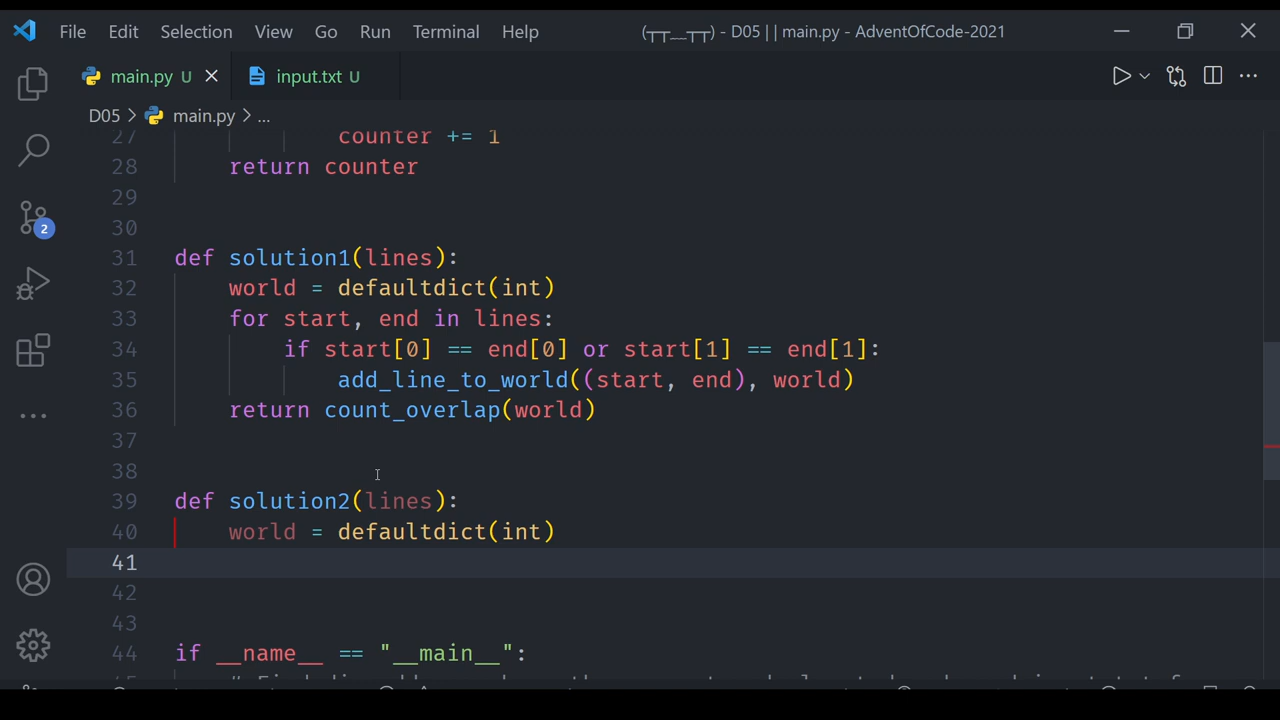 File Edit Selection View Go Run Terminal Help (┬┬﹏┬┬) - D05 | | main.py - AdventOfCode-2021
main.py U input.txt U
D05 > main.py > ...
27 counter += 1
28 return counter
29
30
31 def solution1(lines):
32 world = defaultdict(int)
33 for start, end in lines:
34 if start[0] == end[0] or start[1] == end[1]:
35 add_line_to_world((start, end), world)
36 return count_overlap(world)
37
38
39 def solution2(lines):
40 world = defaultdict(int)
41
42
43
44 if __name__ == "__main__":
2